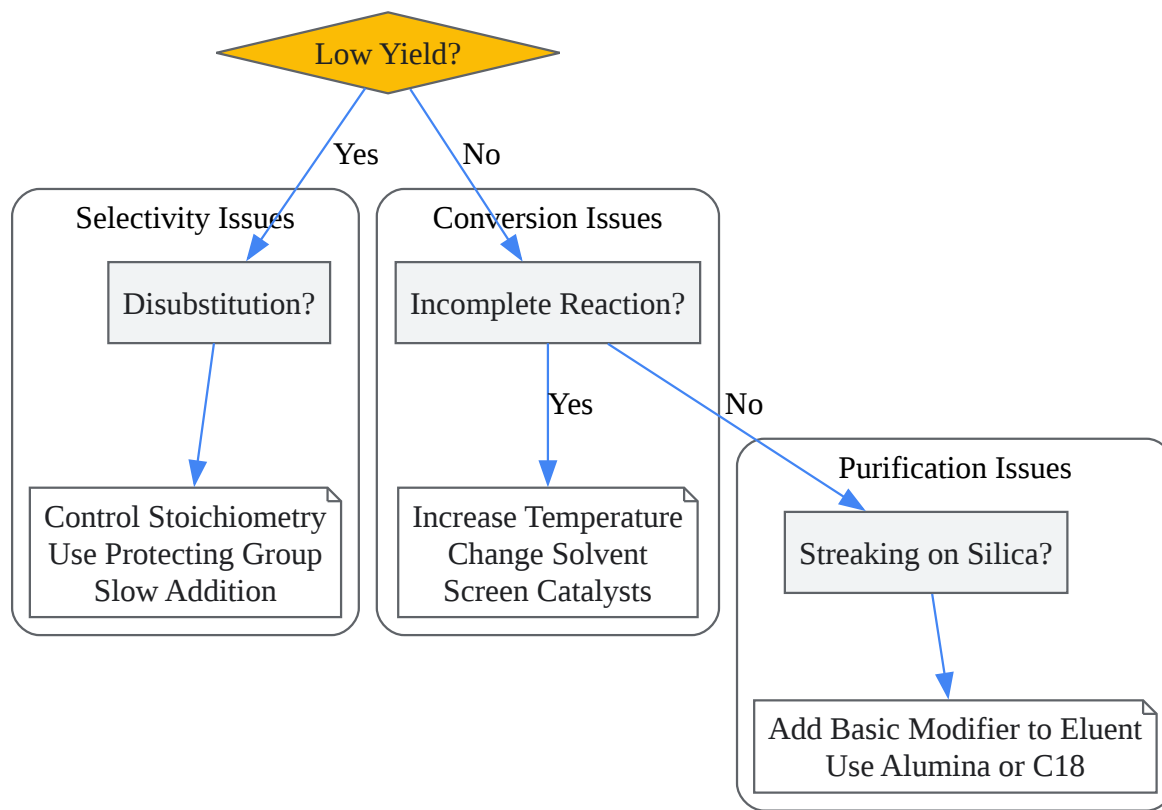 Low Yield?
Yes
No
Selectivity Issues
Conversion Issues
Disubstitution?
Incomplete Reaction?
Yes
No
Purification Issues
Control Stoichiometry
Use Protecting Group
Slow Addition
Increase Temperature
Change Solvent
Screen Catalysts
Streaking on Silica?
Add Basic Modifier to Eluent
Use Alumina or C18